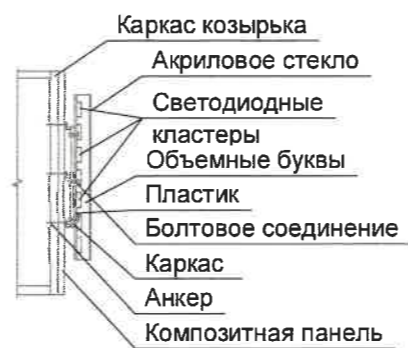 Каркас козырька
Акриловое стекло
Светодиодные
кластеры
Объемные буквы
Пластик
Болтовое соединение
Каркас
Анкер
Композитная панель